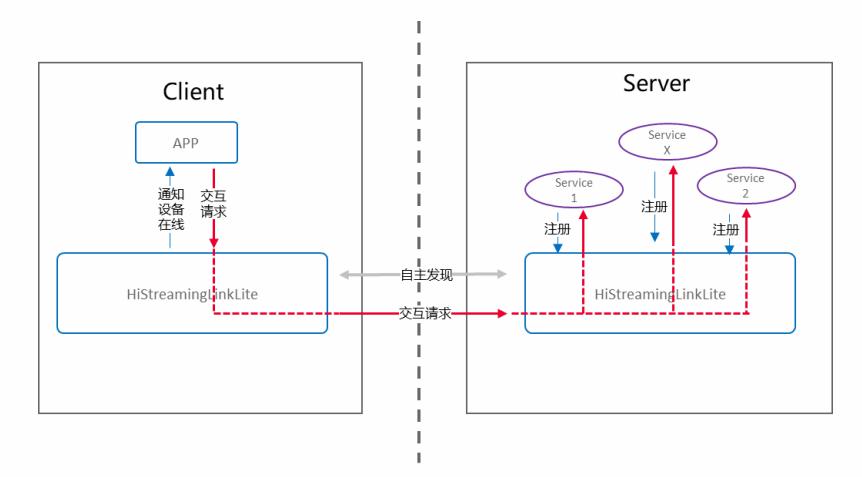 Client
APP
通知
设备
在线
交互
请求
HiStreamingLinkLite
自主发现
交互请求
Server
Service
X
Service
1
Service
2
注册
注册
注册
HiStreamingLinkLite